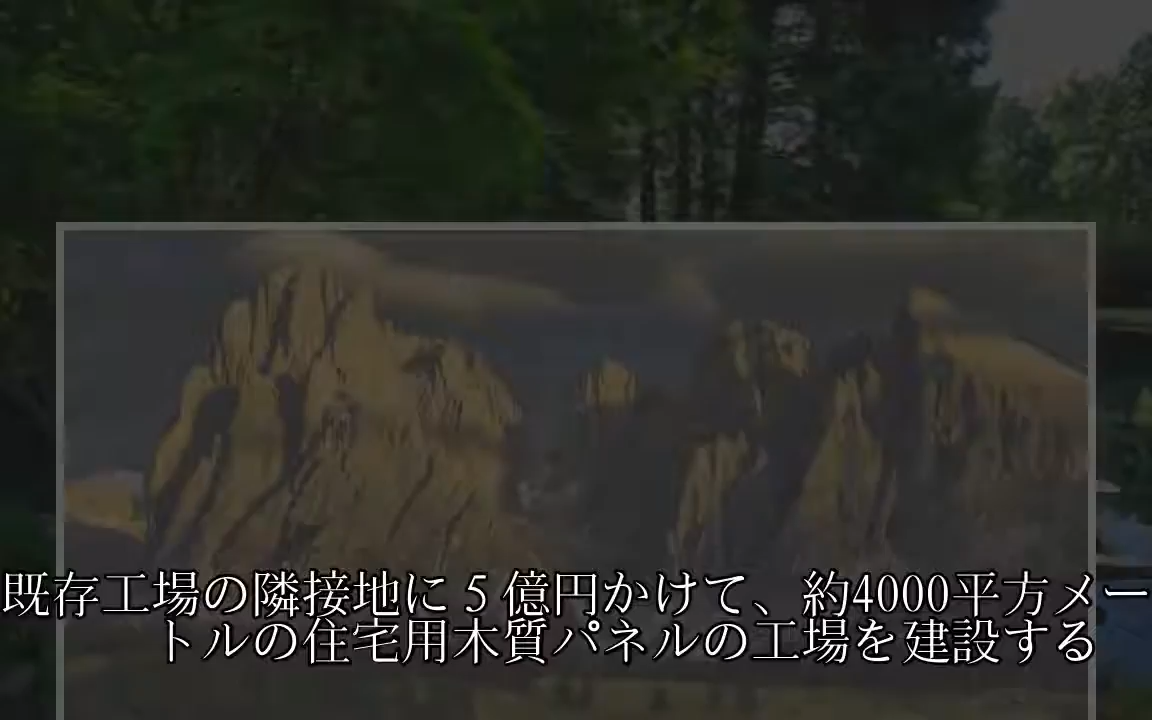 既存工場の隣接地に５億円かけて、約4000平方メー
トルの住宅用木質パネルの工場を建設する